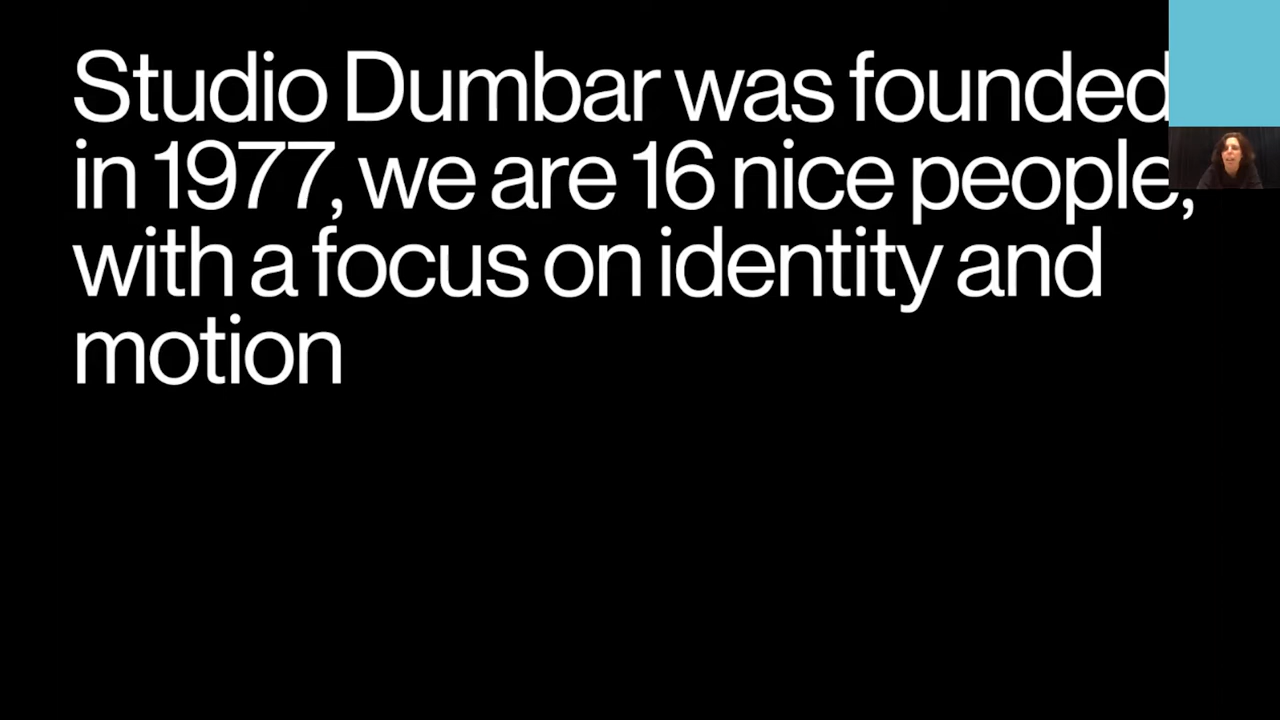 Studio Dumbar was founded
in 1977, we are 16 nice people,
with a focus on identity and
motion